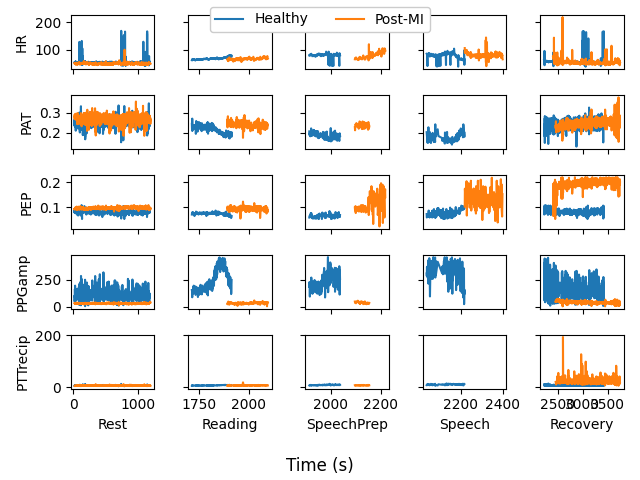 Healthy Post-MI
HR
200
100
PAT
0.3
0.2
PEP
0.2
0.1
PPGamp
250
0
PTTrecip
200
0
0 1000 1750 2000 2000 2200 2200 2400 2500 3000 3500
Rest Reading SpeechPrep Speech Recovery
Time (s)